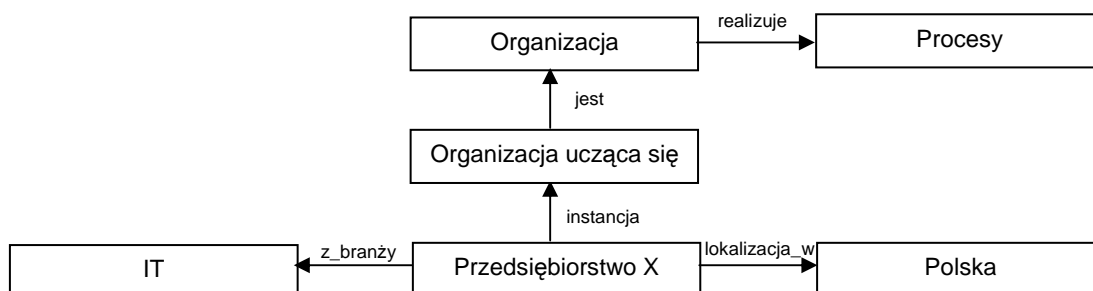 realizuje
Organizacja
Procesy
jest
Organizacja ucząca się
instancja
z_branży
lokalizacja_w
IT
Przedsiębiorstwo X
Polska